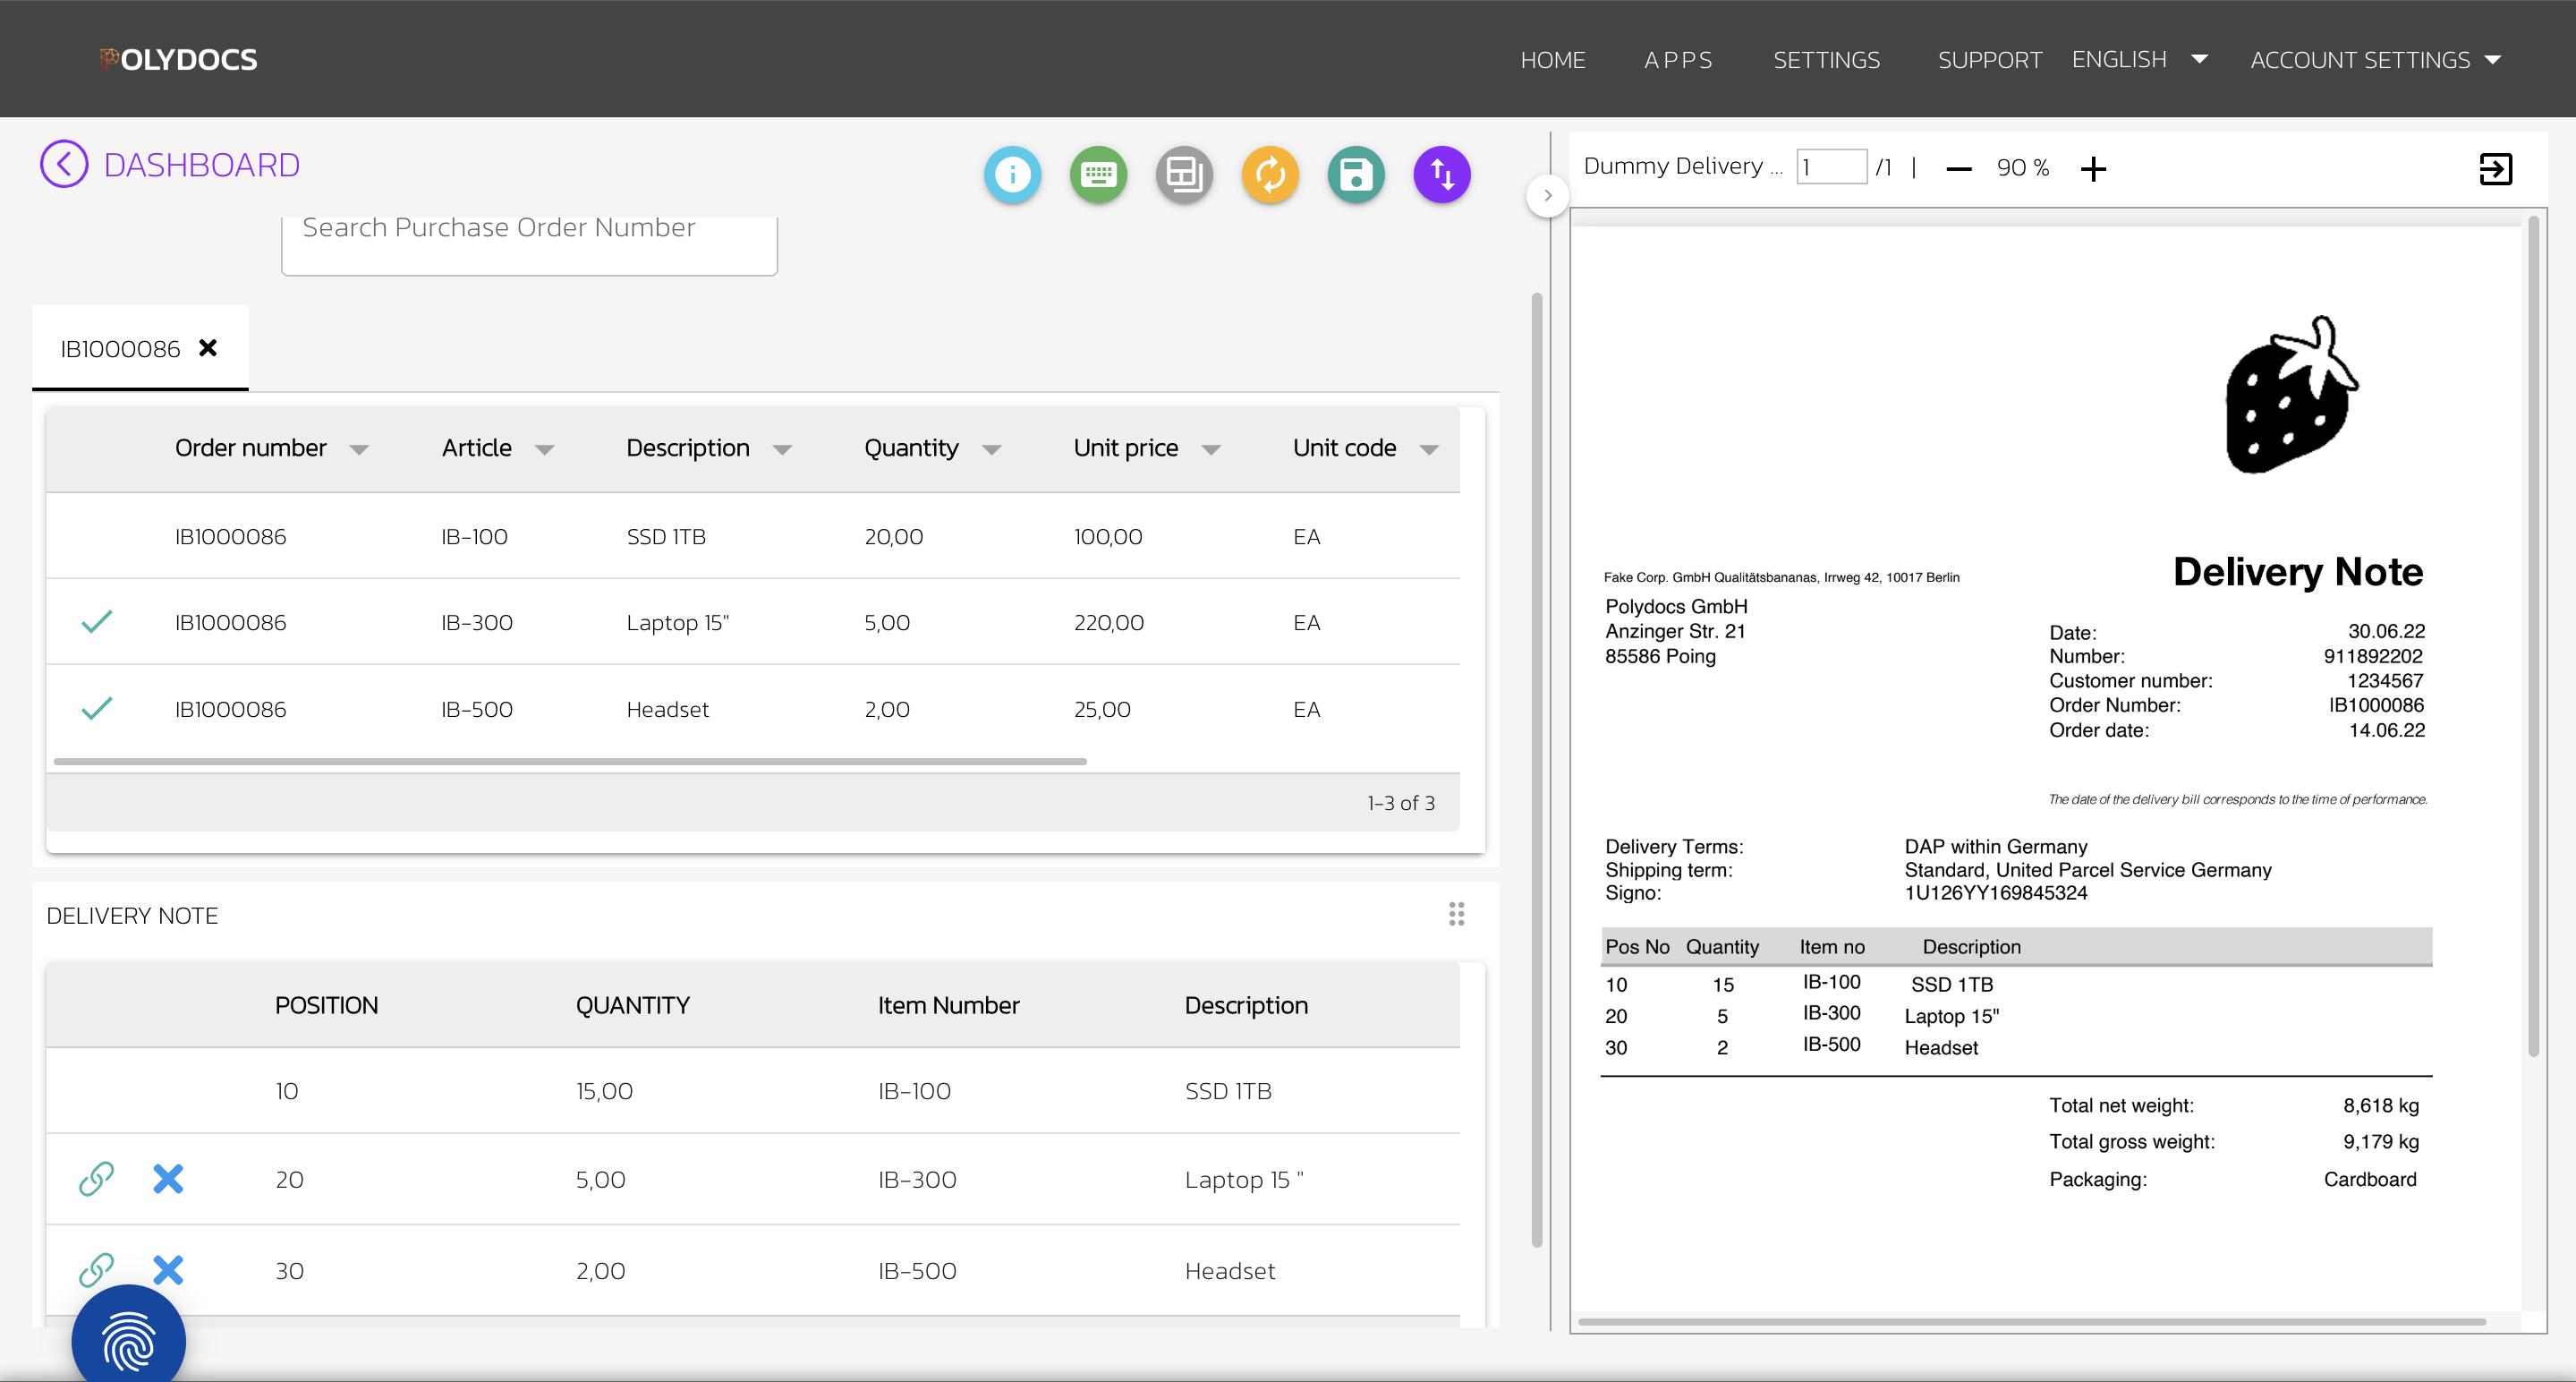 POLYDOCS
HOME APPS SETTINGS SUPPORT ENGLISH ACCOUNT SETTINGS
DASHBOARD
Search Purchase Order Number
IB1000086
Order number Article Description Quantity Unit price Unit code
IB1000086 IB-100 SSD 1TB 20,00 100,00 EA
IB1000086 IB-300 Laptop 15" 5,00 220,00 EA
IB1000086 IB-500 Headset 2,00 25,00 EA
1-3 of 3
DELIVERY NOTE
POSITION QUANTITY Item Number Description
10 15,00 IB-100 SSD 1TB
20 5,00 IB-300 Laptop 15 "
30 2,00 IB-500 Headset
Dummy Delivery ... 1 /1 | 90 %
Delivery Note
Fake Corp. GmbH Qualitätsbananas, Irrweg 42, 10017 Berlin
Polydocs GmbH
Anzinger Str. 21
85586 Poing
Date: 30.06.22
Number: 911892202
Customer number: 1234567
Order Number: IB1000086
Order date: 14.06.22
The date of the delivery bill corresponds to the time of performance.
Delivery Terms: DAP within Germany
Shipping term: Standard, United Parcel Service Germany
Signo: 1U126YY169845324
Pos No Quantity Item no Description
10 15 IB-100 SSD 1TB
20 5 IB-300 Laptop 15"
30 2 IB-500 Headset
Total net weight: 8,618 kg
Total gross weight: 9,179 kg
Packaging: Cardboard